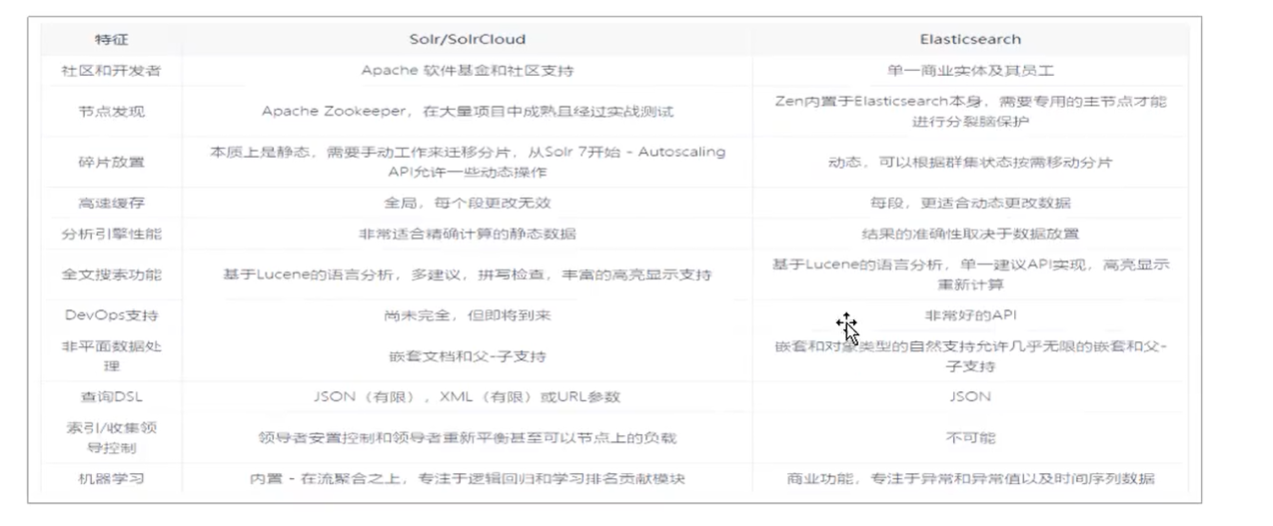 特征 Solr/SolrCloud Elasticsearch
社区和开发者 Apache 软件基金和社区支持 单一商业实体及其员工
节点发现 Apache Zookeeper，在大量项目中成熟且经过实战测试 Zen内置于Elasticsearch本身，需要专用的主节点才能
进行分裂脑保护
碎片放置 本质上是静态，需要手动工作来迁移分片，从Solr 7开始 - Autoscaling
API允许一些动态操作 动态，可以根据群集状态按需移动分片
高速缓存 全局，每个段更改无效 每段，更适合动态更改数据
分析引擎性能 非常适合精确计算的静态数据 结果的准确性取决于数据放置
全文搜索功能 基于Lucene的语言分析，多建议，拼写检查，丰富的高亮显示支持 基于Lucene的语言分析，单一建议API实现，高亮显示
重新计算
DevOps支持 尚未完全，但即将到来 非常好的API
非平面数据处
理 嵌套文档和父-子支持 嵌套和对象类型的自然支持允许几乎无限的嵌套和父-
子支持
查询DSL JSON（有限），XML（有限）或URL参数 JSON
索引/收集领
导控制 领导者安置控制和领导者重新平衡甚至可以节点上的负载 不可能
机器学习 内置 - 在流聚合之上，专注于逻辑回归和学习排名贡献模块 商业功能，专注于异常和异常值以及时间序列数据